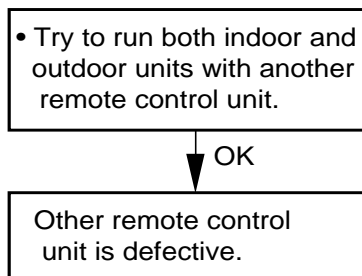 • Try to run both indoor and
outdoor units with another
remote control unit.
OK
Other remote control
unit is defective.